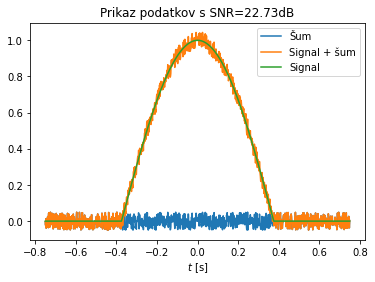 Prikaz podatkov s SNR=22.73dB
Šum
Signal + šum
Signal
1.0
0.8
0.6
0.4
0.2
0.0
−0.8 −0.6 −0.4 −0.2 0.0 0.2 0.4 0.6 0.8
t [s]